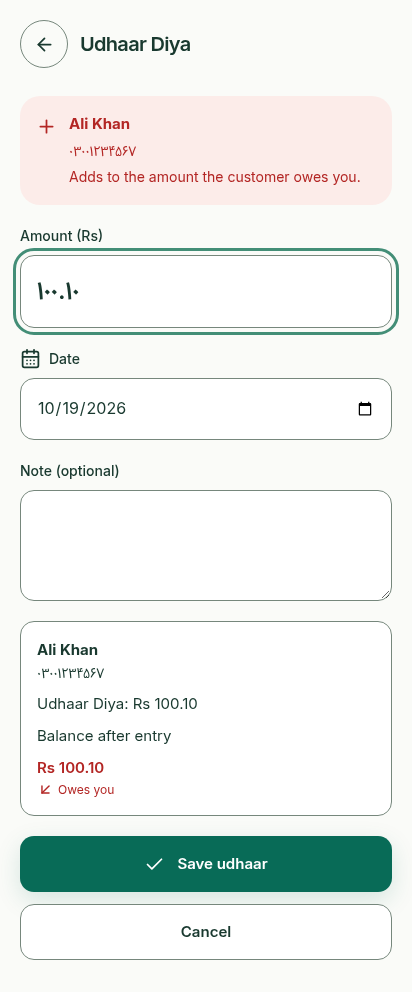 Udhaar Diya
Ali Khan
۰۳۰۰۱۲۳۴۵۶۷
Adds to the amount the customer owes you.
Amount (Rs)
۱۰۰.۱۰
Date
10/19/2026
Note (optional)
Ali Khan
۰۳۰۰۱۲۳۴۵۶۷
Udhaar Diya: Rs 100.10
Balance after entry
Rs 100.10
Owes you
Save udhaar
Cancel